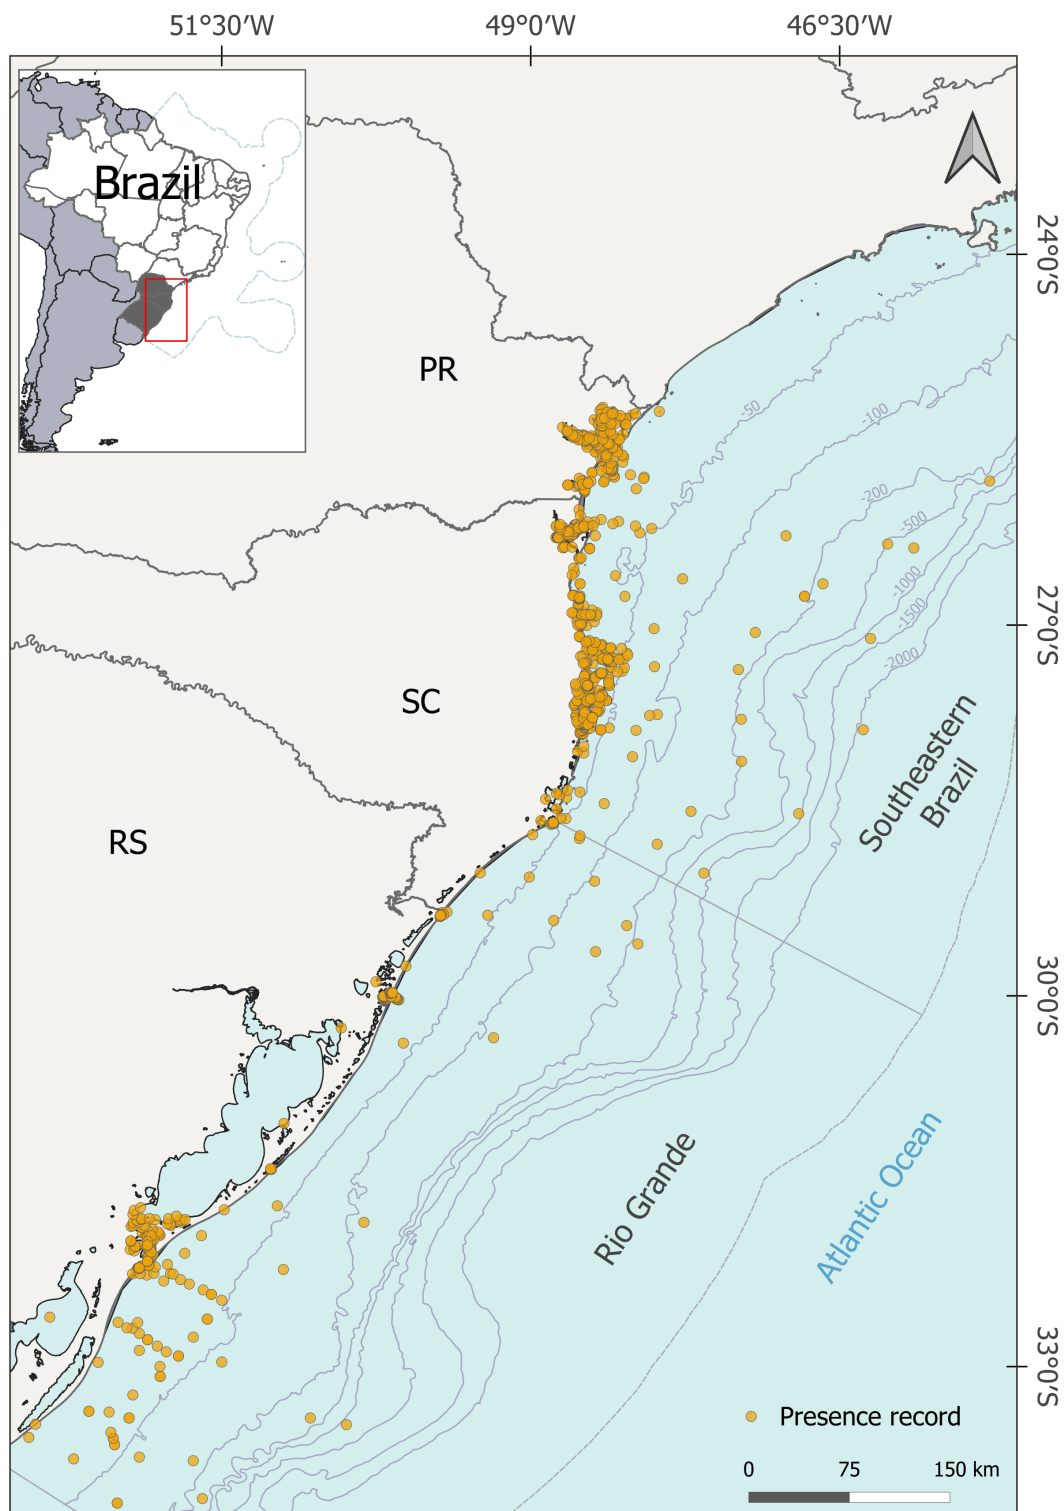 51°30′W 49°0′W 46°30′W
Brazil
24°0′S
PR
-50
-100
-200
-500
-1000
-1500
-2000
27°0′S
SC
Southeastern
Brazil
RS
30°0′S
Rio Grande
Atlantic Ocean
33°0′S
Presence record
0 75 150 km